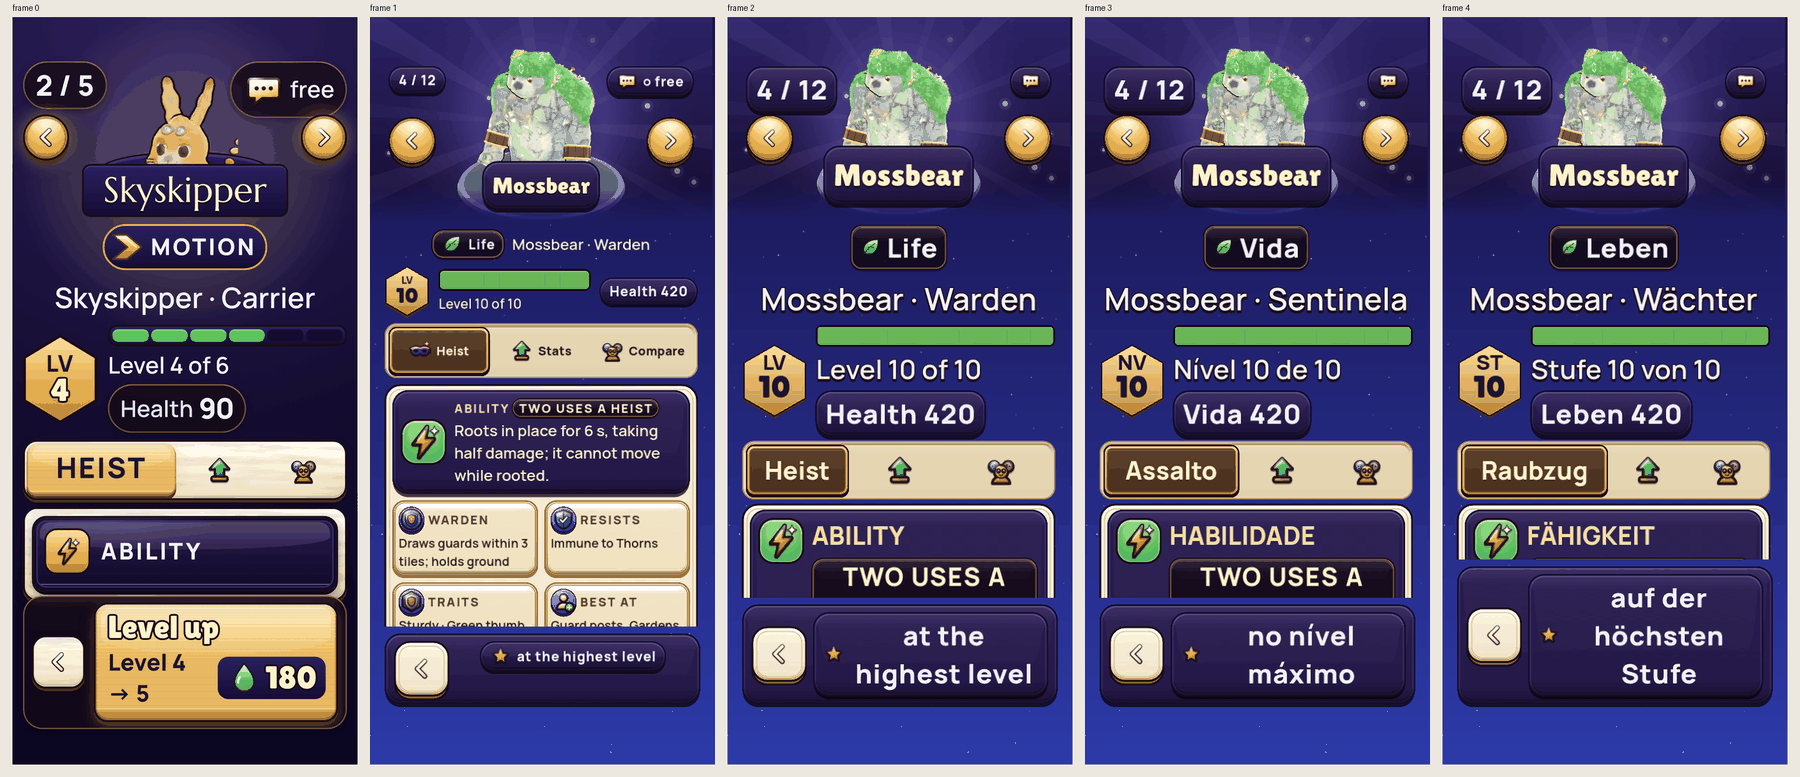 frame 0
2 / 5
free
Skyskipper
MOTION
Skyskipper · Carrier
LV
4
Level 4 of 6
Health 90
HEIST
ABILITY
Level up
Level 4
→ 5
180
frame 1
4 / 12
o free
Mossbear
Life
Mossbear · Warden
LV
10
Level 10 of 10
Health 420
Heist
Stats
Compare
ABILITY TWO USES A HEIST
Roots in place for 6 s, taking
half damage; it cannot move
while rooted.
WARDEN
Draws guards within 3
tiles; holds ground
RESISTS
Immune to Thorns
TRAITS
Sturdy · Green thumb
BEST AT
Guard posts, Gardens
at the highest level
frame 2
4 / 12
Mossbear
Life
Mossbear · Warden
LV
10
Level 10 of 10
Health 420
Heist
ABILITY
TWO USES A
at the
highest level
frame 3
4 / 12
Mossbear
Vida
Mossbear · Sentinela
NV
10
Nível 10 de 10
Vida 420
Assalto
HABILIDADE
TWO USES A
no nível
máximo
frame 4
4 / 12
Mossbear
Leben
Mossbear · Wächter
ST
10
Stufe 10 von 10
Leben 420
Raubzug
FÄHIGKEIT
auf der
höchsten
Stufe